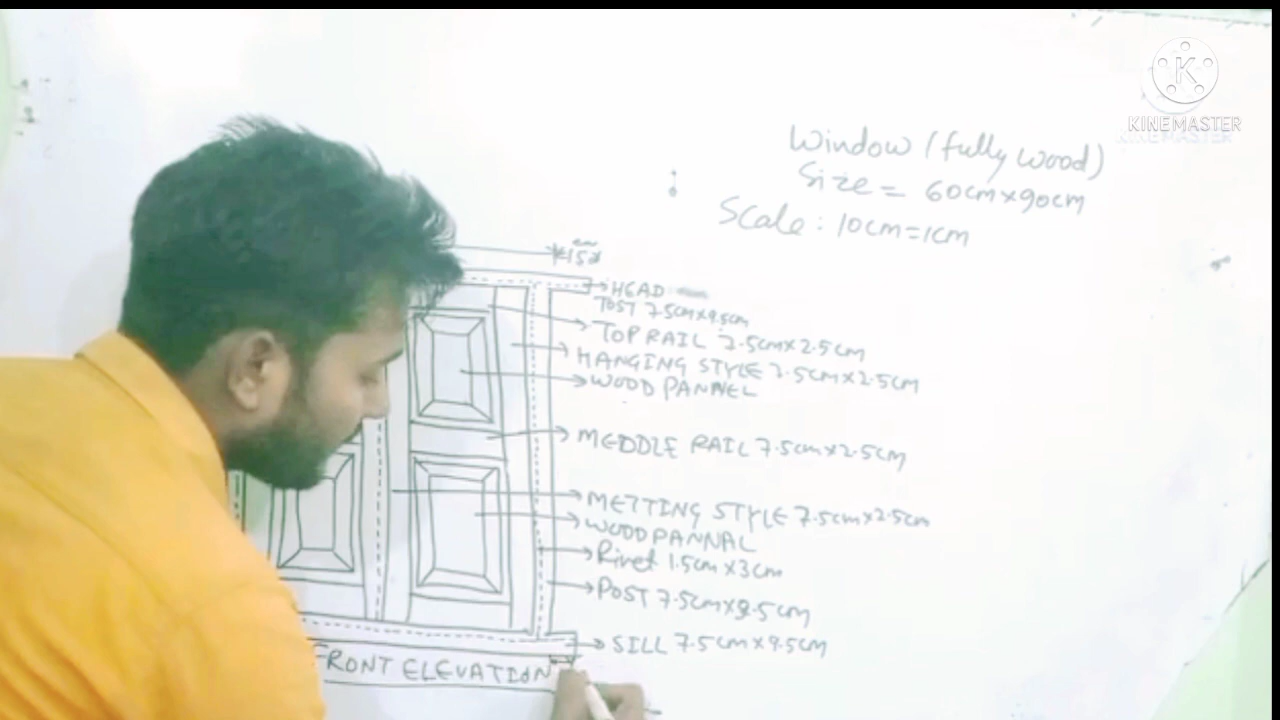 KINEMASTER
Window (fully wood)
Size = 60cm x 90cm
Scale : 10cm = 1cm
15
HEAD
POST 7.5cm x 9.5cm
TOP RAIL 7.5cm x 2.5cm
HANGING STYLE 7.5cm x 2.5cm
WOOD PANNEL
MEDDLE RAIL 7.5cm x 2.5cm
METTING STYLE 7.5cm x 2.5cm
WOOD PANNAL
Rivet 1.5cm x 3cm
POST 7.5cm x 9.5cm
SILL 7.5cm x 9.5cm
FRONT ELEVATION